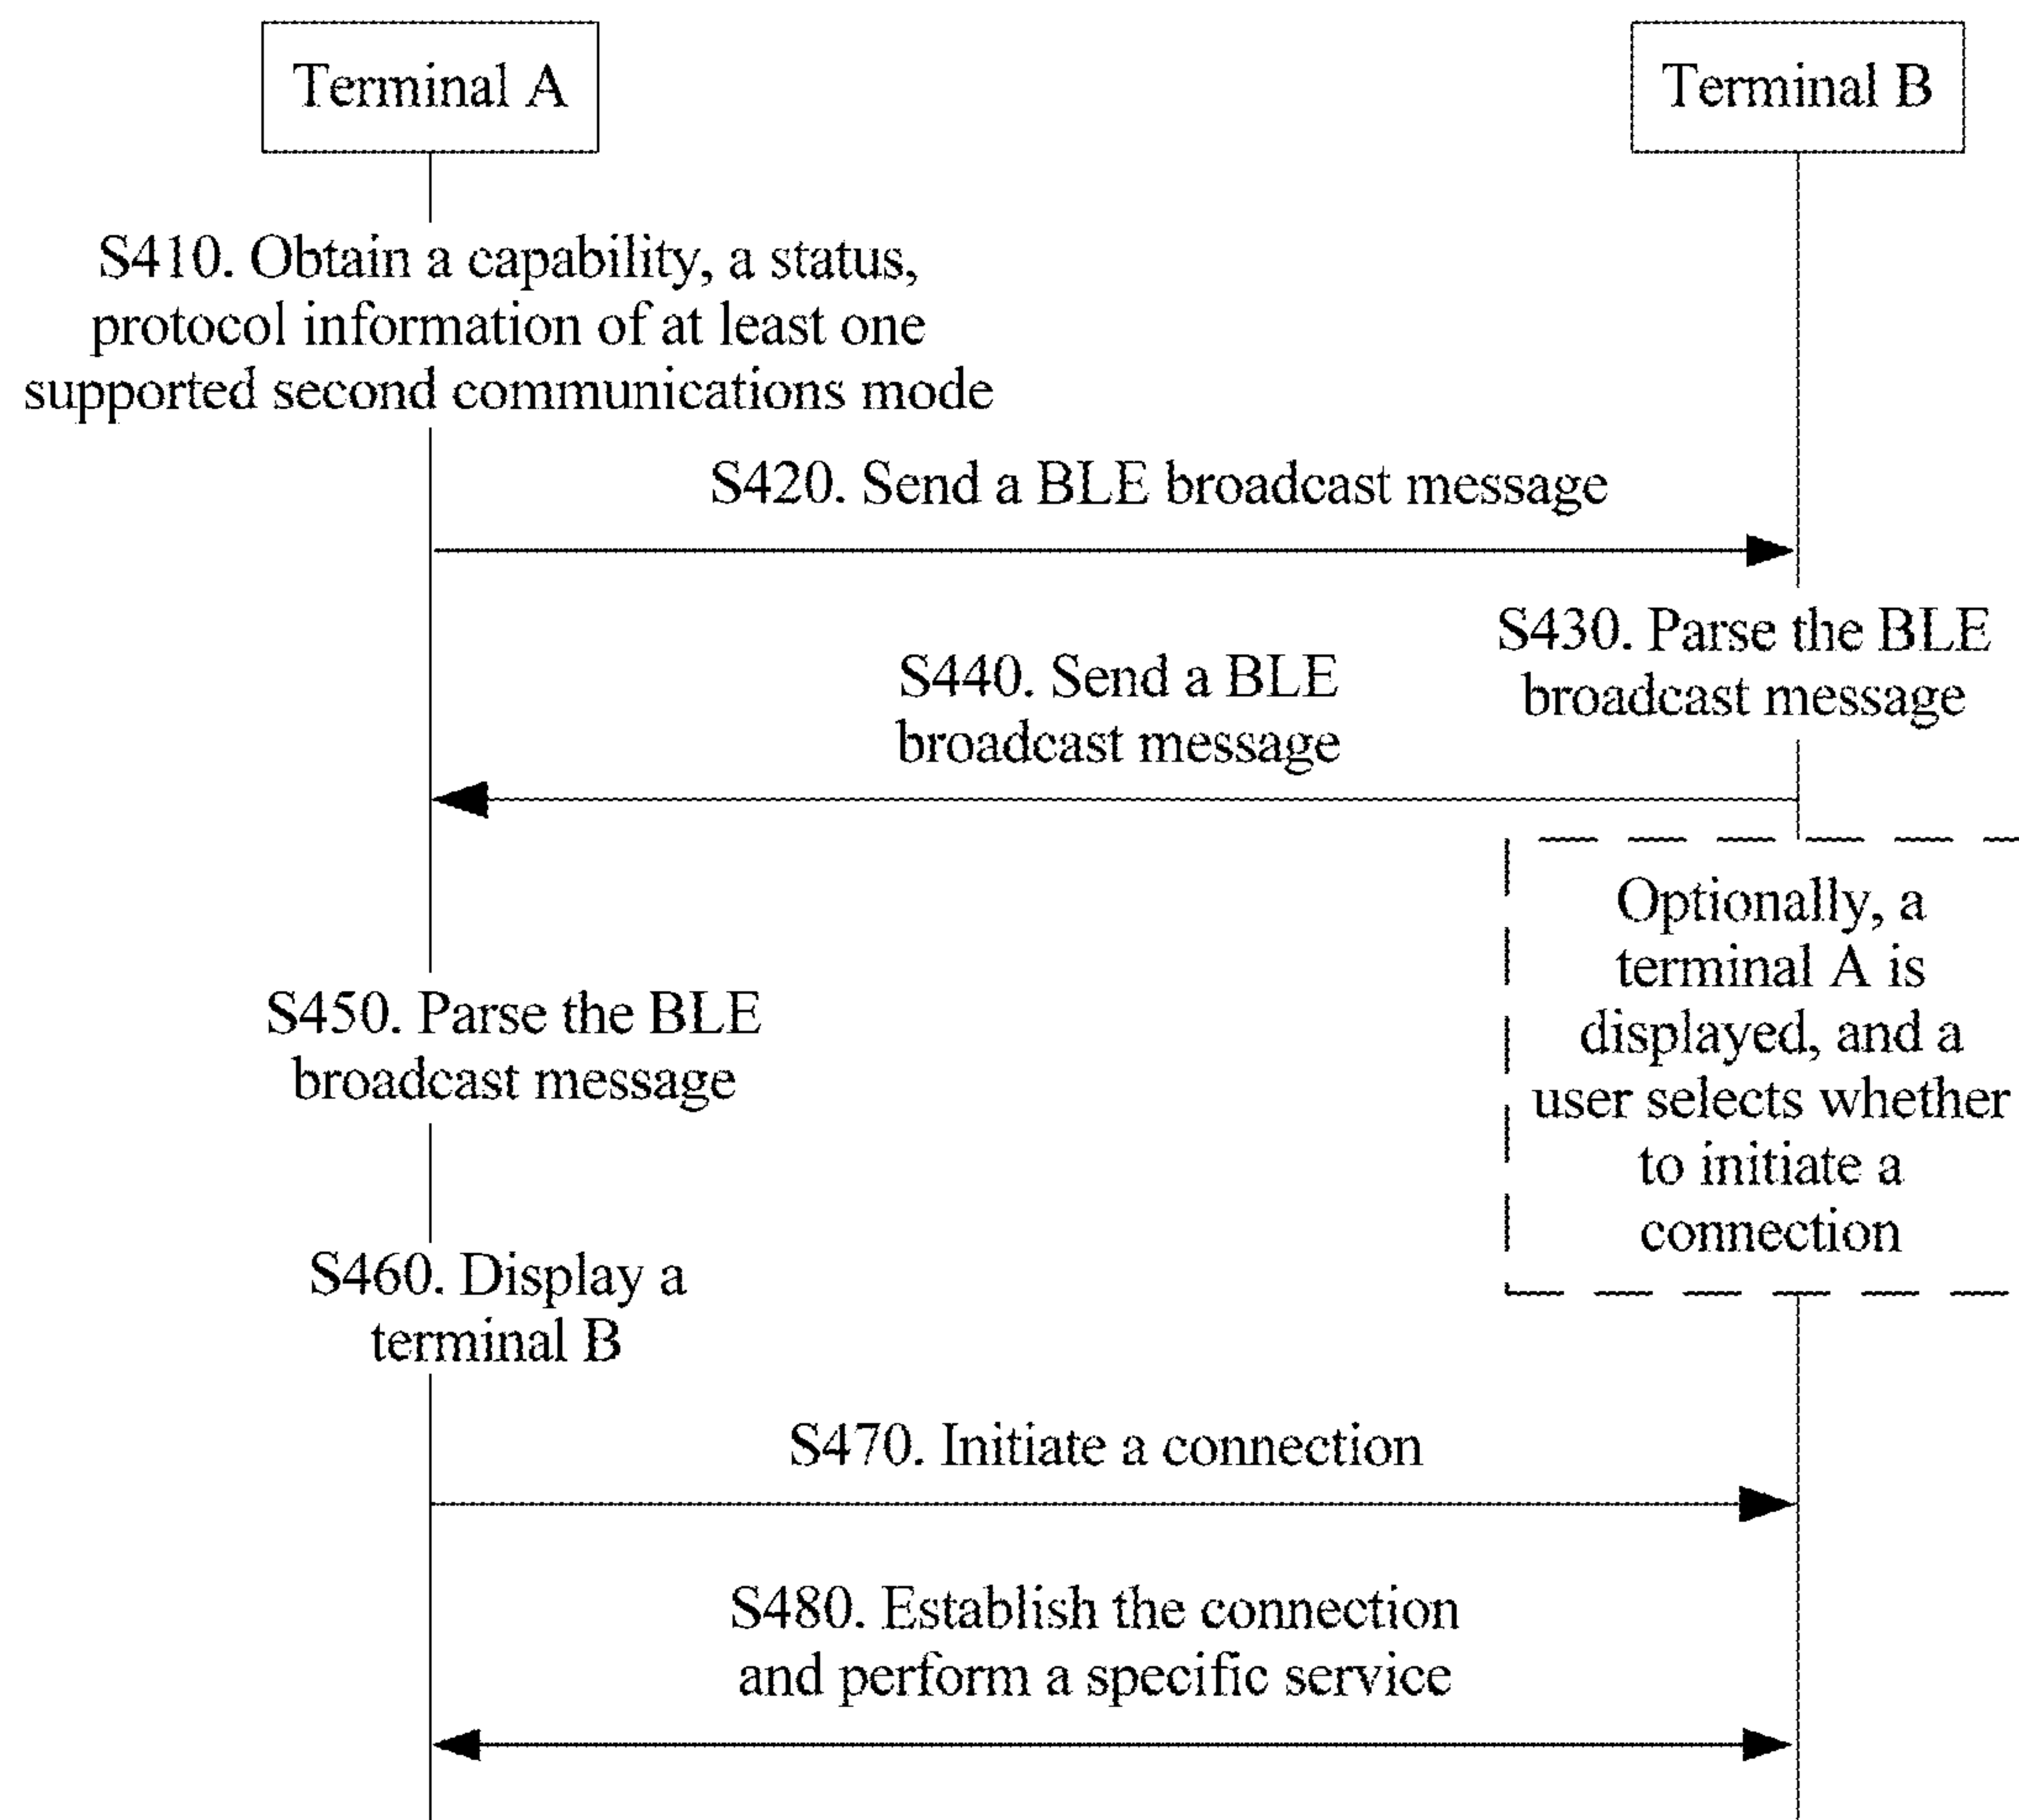 Terminal A
Terminal B
S410. Obtain a capability, a status,
protocol information of at least one
supported second communications mode
S420. Send a BLE broadcast message
S430. Parse the BLE
broadcast message
S440. Send a BLE
broadcast message
Optionally, a
terminal A is
displayed, and a
user selects whether
to initiate a
connection
S450. Parse the BLE
broadcast message
S460. Display a
terminal B
S470. Initiate a connection
S480. Establish the connection
and perform a specific service